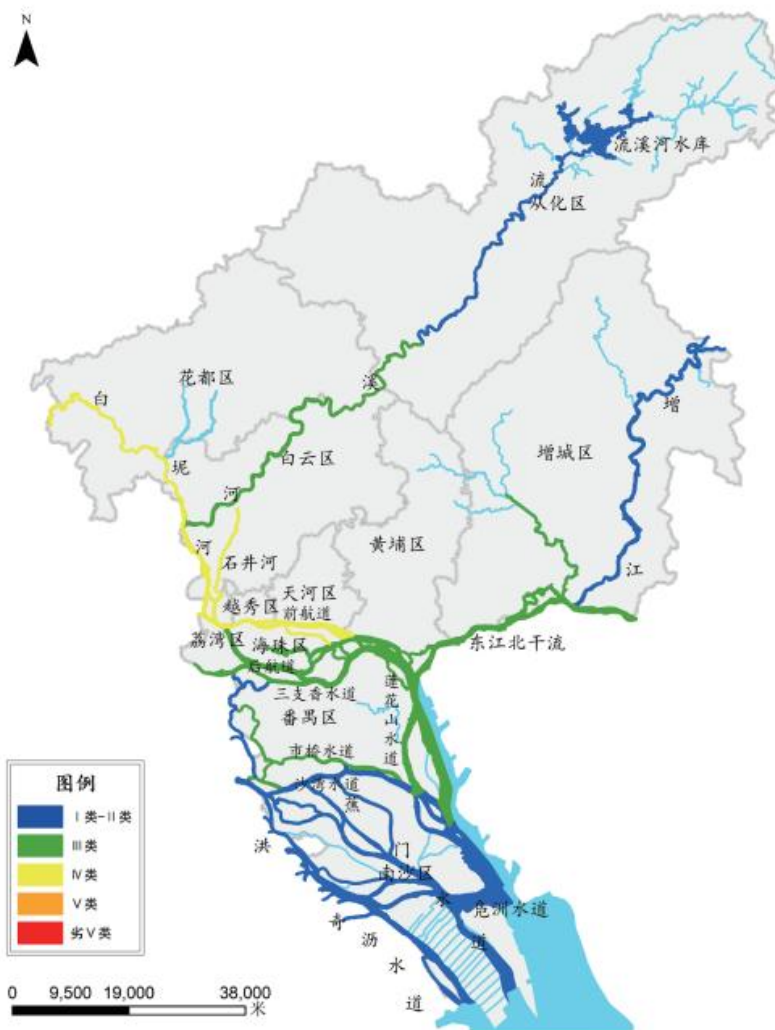 N
流溪河水库
流
从化区
花都区
溪
白
增
坭
白云区
增城区
河
河
石井河
黄埔区
江
天河区
越秀区
前航道
荔湾区
海珠区
东江北干流
后航道
三支香水道
莲花山水道
番禺区
市桥水道
沙湾水道
蕉
洪
门
南沙区
水
凫洲水道
奇
道
沥
水
道
图例
Ⅰ类-Ⅱ类
Ⅲ类
Ⅳ类
Ⅴ类
劣Ⅴ类
0 9,500 19,000 38,000
米